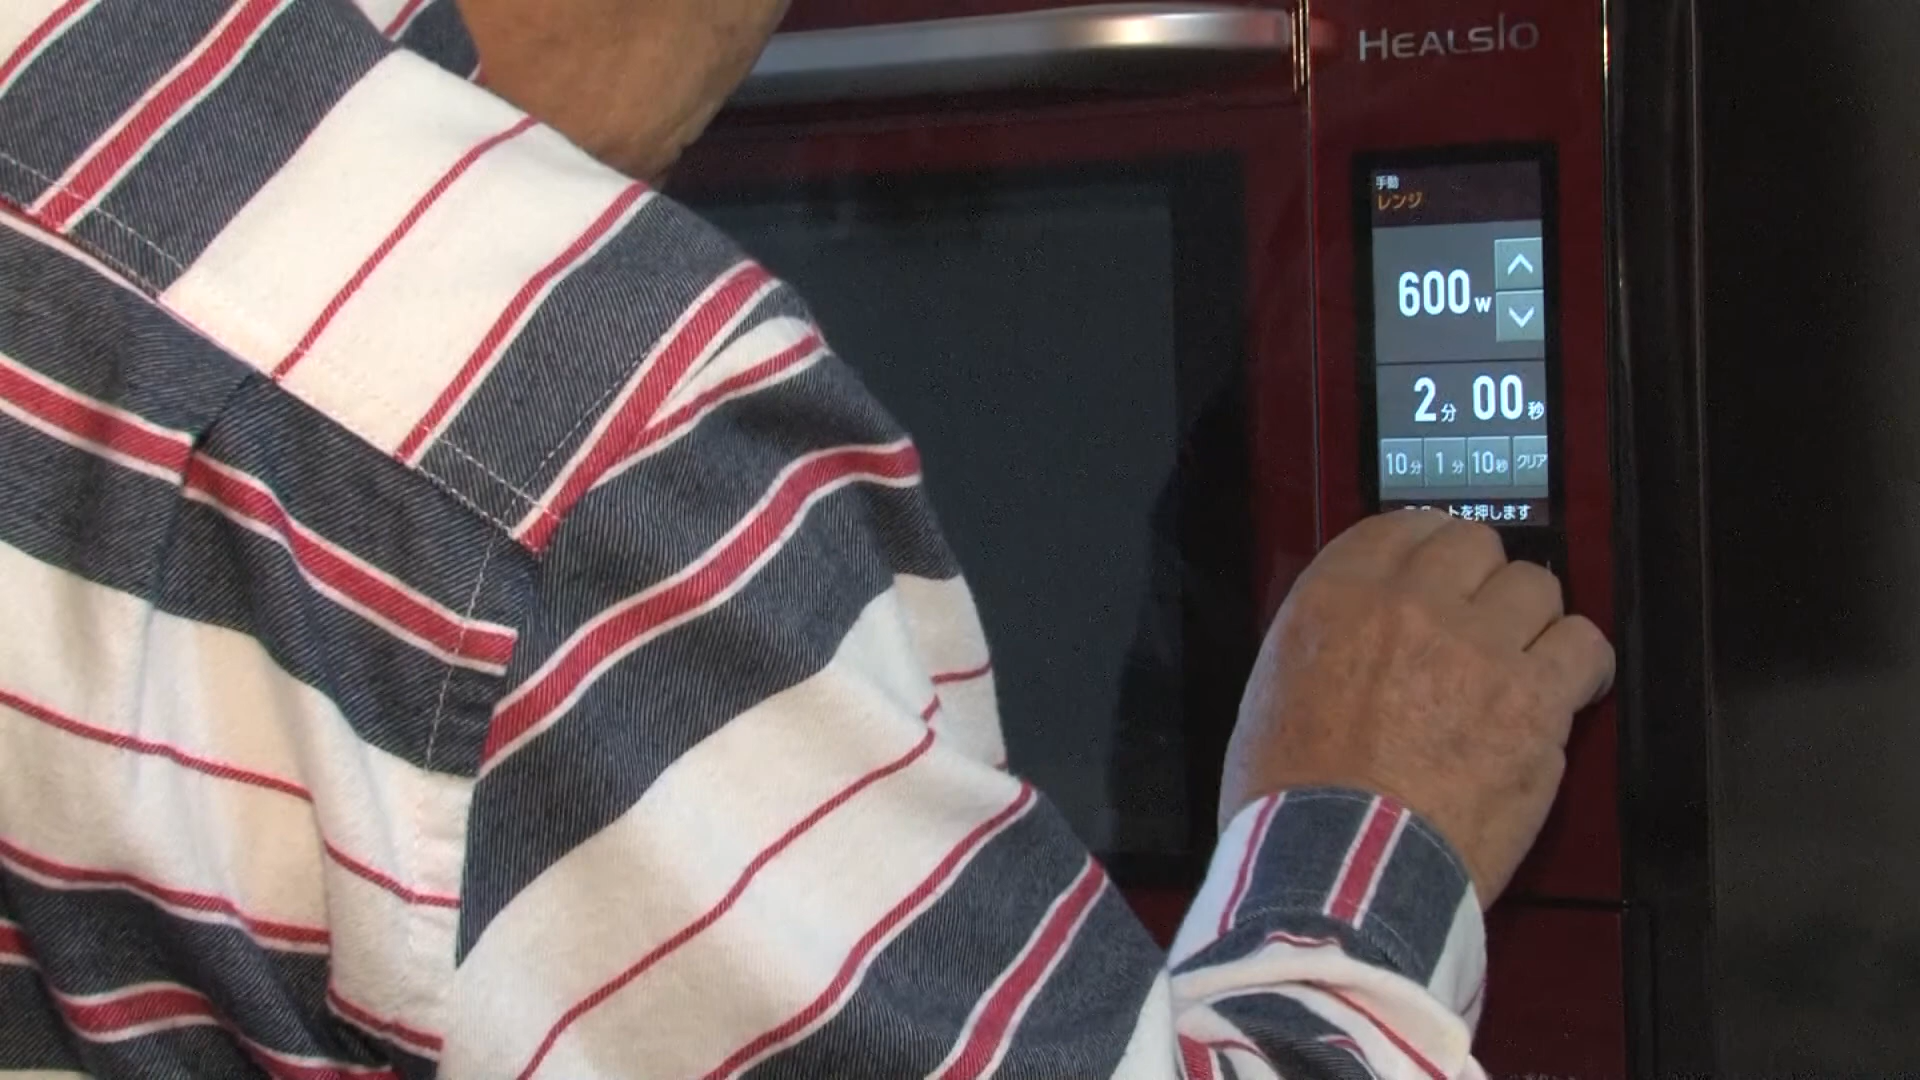 HEALSIO
手動
レンジ
600W
2分 00秒
10分 1分 10秒 クリア
トを押します